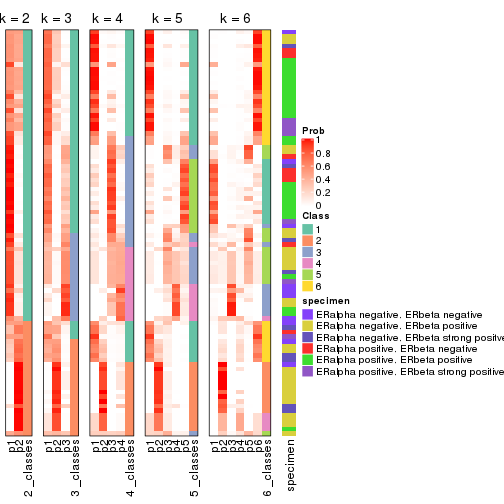 k = 2 k = 3 k = 4 k = 5 k = 6
Prob
1
0.8
0.6
0.4
0.2
0
Class
1
2
3
4
5
6
specimen
ERalpha negative. ERbeta negative
ERalpha negative. ERbeta positive
ERalpha negative. ERbeta strong positive
ERalpha positive. ERbeta negative
ERalpha positive. ERbeta positive
ERalpha positive. ERbeta strong positive
p1 p2 2_classes p1 p2 p3 3_classes p1 p2 p3 p4 4_classes p1 p2 p3 p4 p5 5_classes p1 p2 p3 p4 p5 p6 6_classes specimen